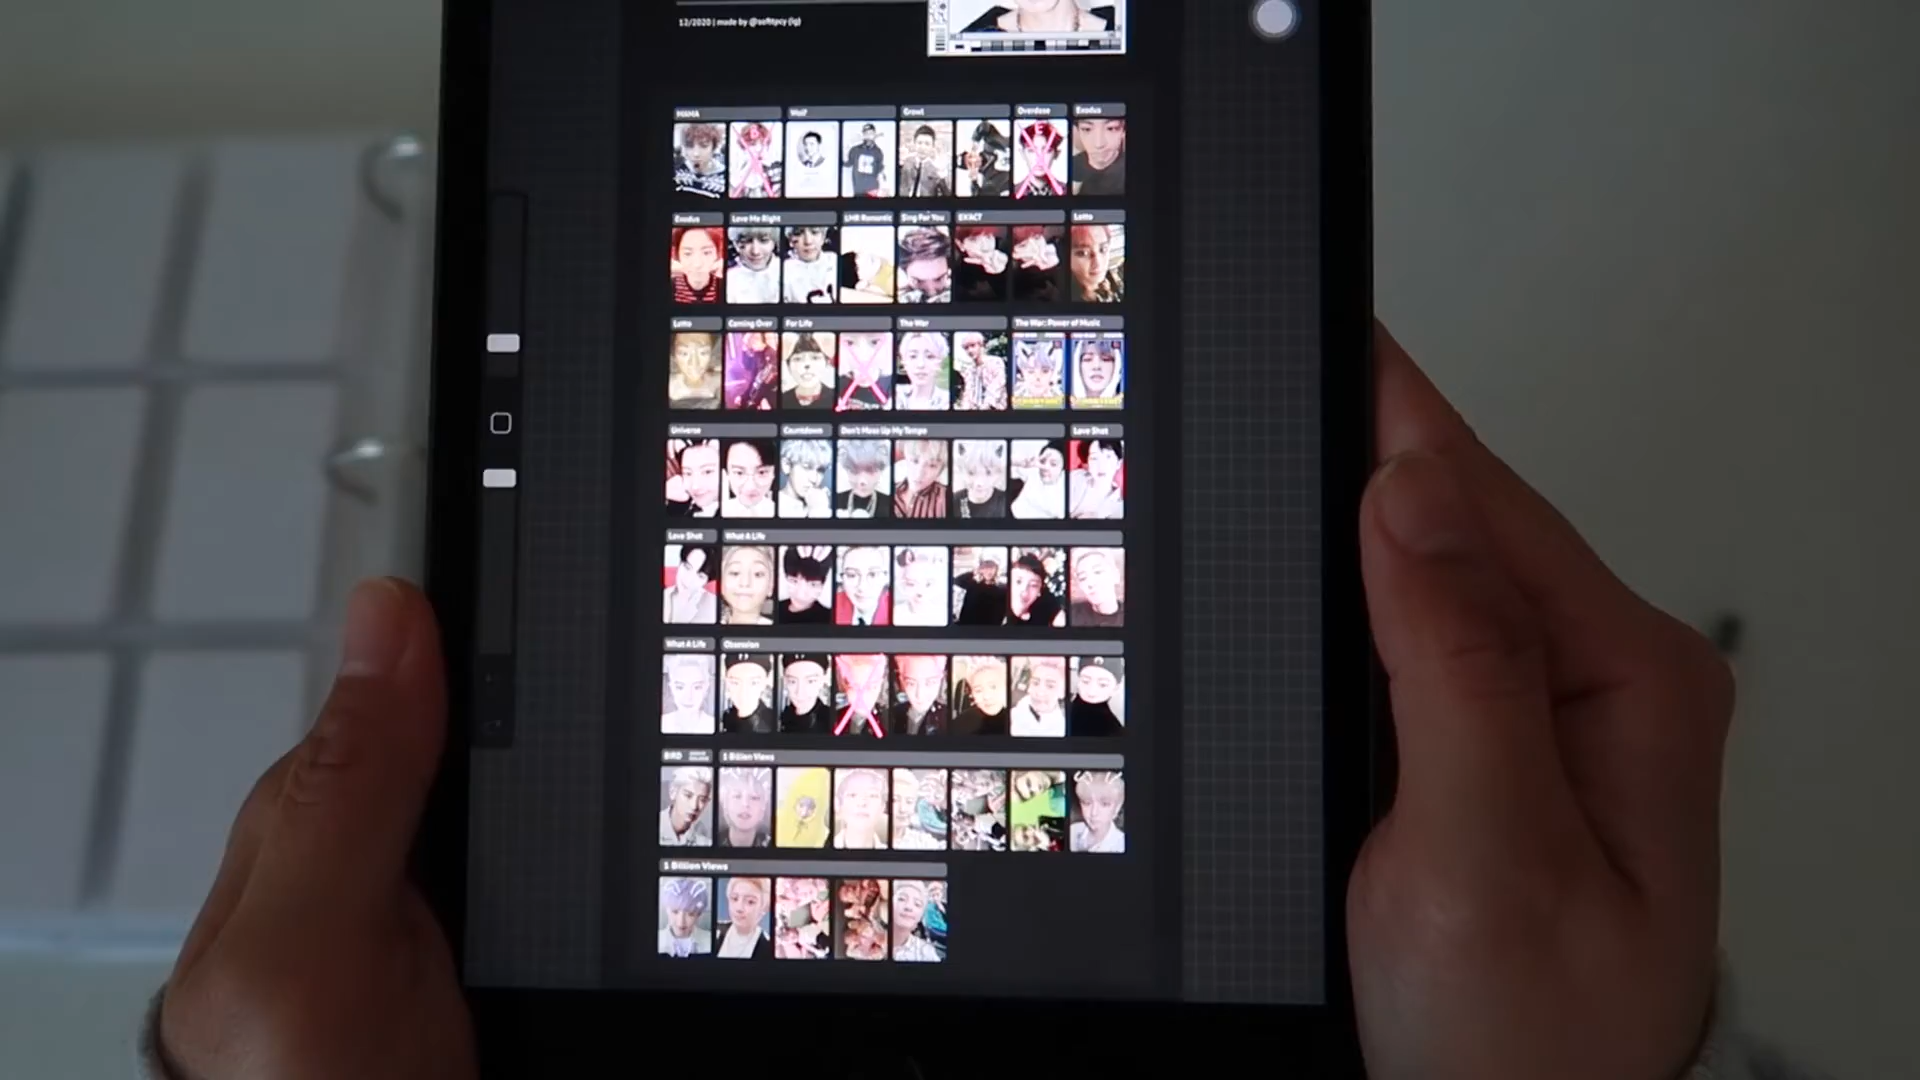 12/2020 | made by @softtpcy (ig)
MAMA Wolf Growl Overdose Exodus
Exodus Love Me Right LMR Romantic Sing For You EX'ACT Lotto
Lotto Coming Over For Life The War The War: Power of Music
Universe Countdown Don't Mess Up My Tempo Love Shot
Love Shot What A Life
What A Life Obsession
BIRD 1 Billion Views
1 Billion Views